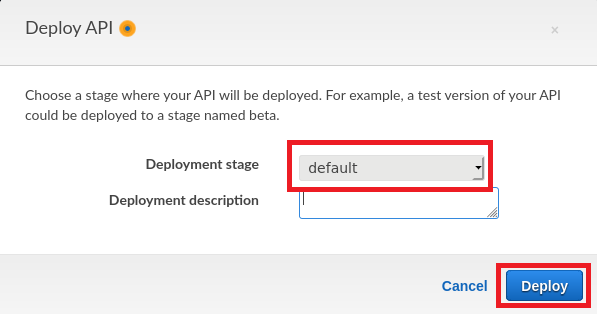 Deploy API
×
Choose a stage where your API will be deployed. For example, a test version of your API
could be deployed to a stage named beta.
Deployment stage default
Deployment description
Cancel Deploy